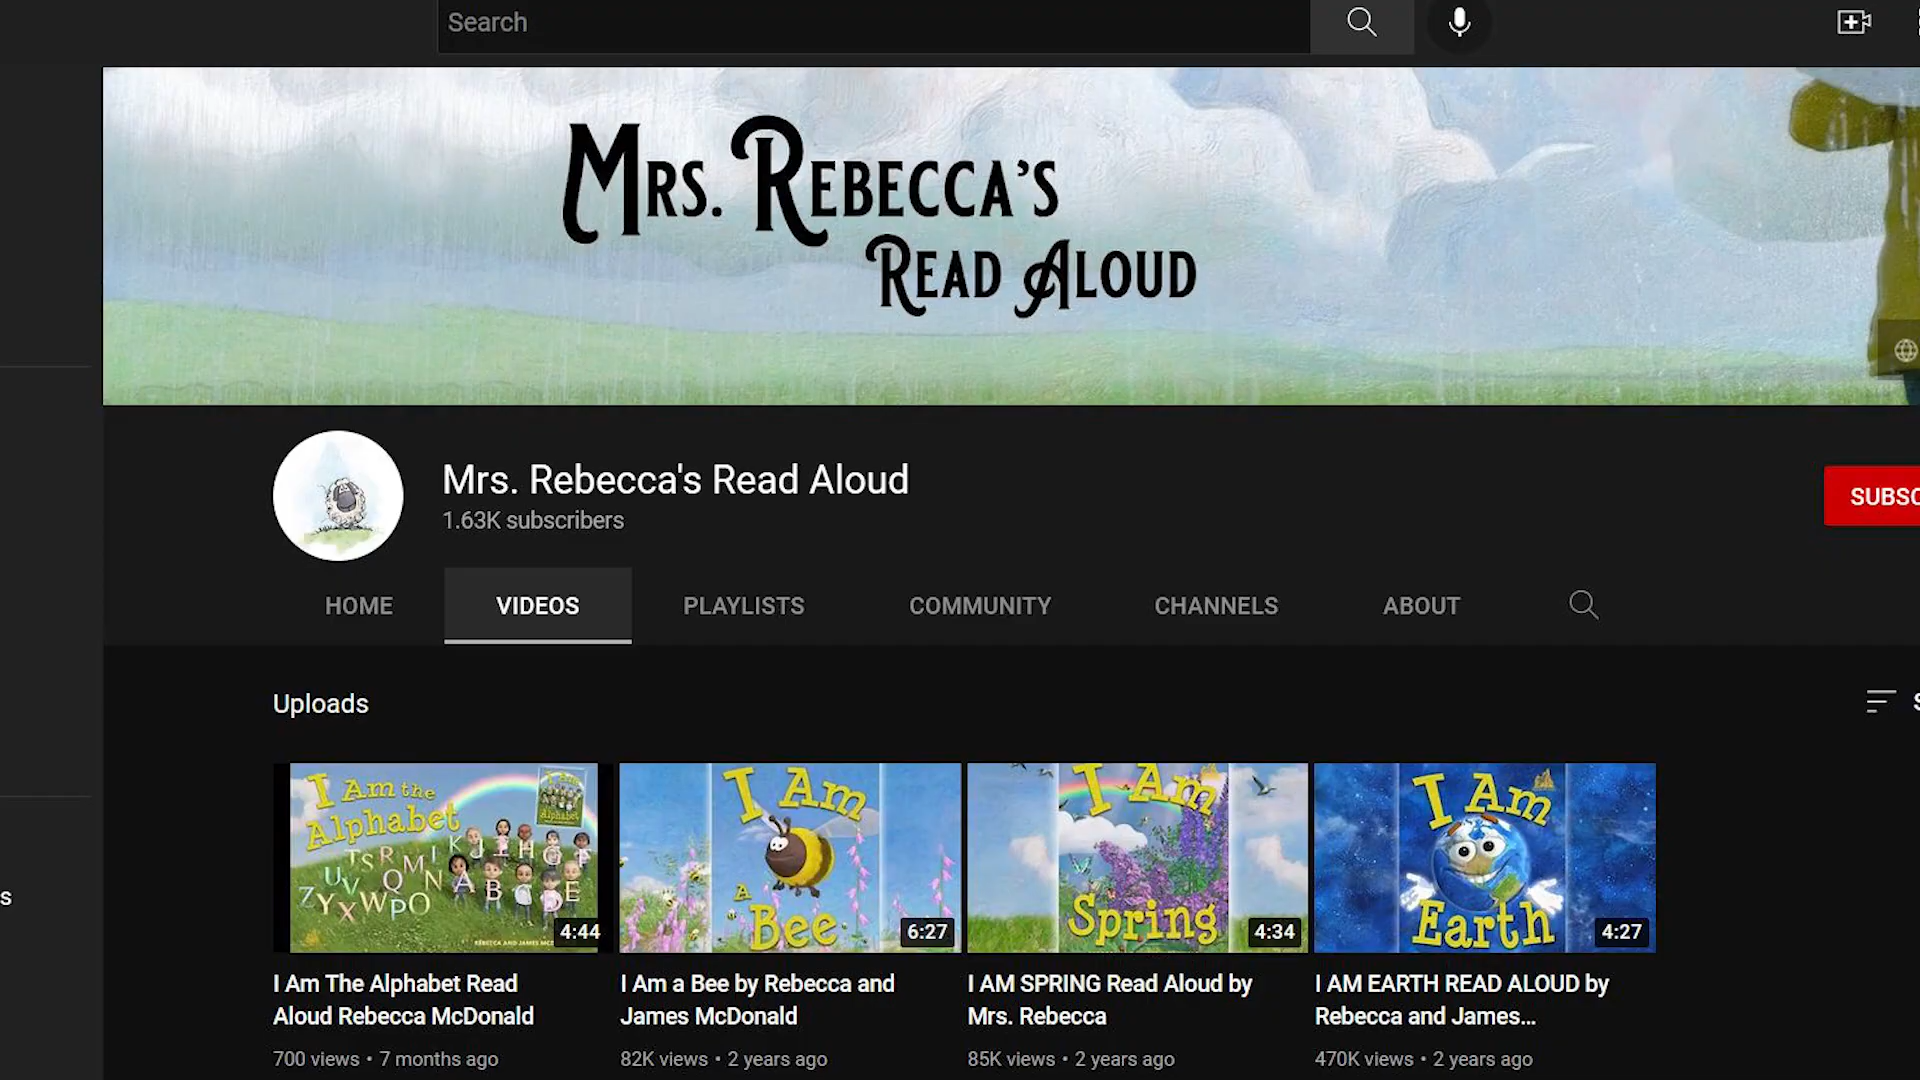 Search
MRS. REBECCA'S
READ ALOUD
Mrs. Rebecca's Read Aloud
1.63K subscribers
SUBSC
HOME
VIDEOS
PLAYLISTS
COMMUNITY
CHANNELS
ABOUT
Uploads
I Am the
Alphabet
4:44
I Am
A
Bee
6:27
I Am
Spring
4:34
I Am
Earth
4:27
s
I Am The Alphabet Read
Aloud Rebecca McDonald
700 views • 7 months ago
I Am a Bee by Rebecca and
James McDonald
82K views • 2 years ago
I AM SPRING Read Aloud by
Mrs. Rebecca
85K views • 2 years ago
I AM EARTH READ ALOUD by
Rebecca and James...
470K views • 2 years ago